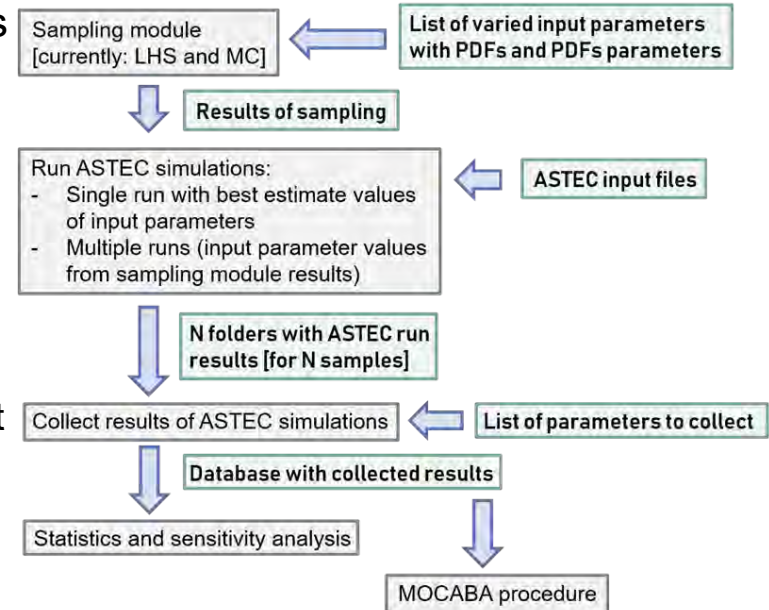 s
Sampling module
[currently: LHS and MC]
List of varied input parameters
with PDFs and PDFs parameters
Results of sampling
Run ASTEC simulations:
- Single run with best estimate values
of input parameters
- Multiple runs (input parameter values
from sampling module results)
ASTEC input files
N folders with ASTEC run
results [for N samples]
t
Collect results of ASTEC simulations
List of parameters to collect
Database with collected results
Statistics and sensitivity analysis
MOCABA procedure